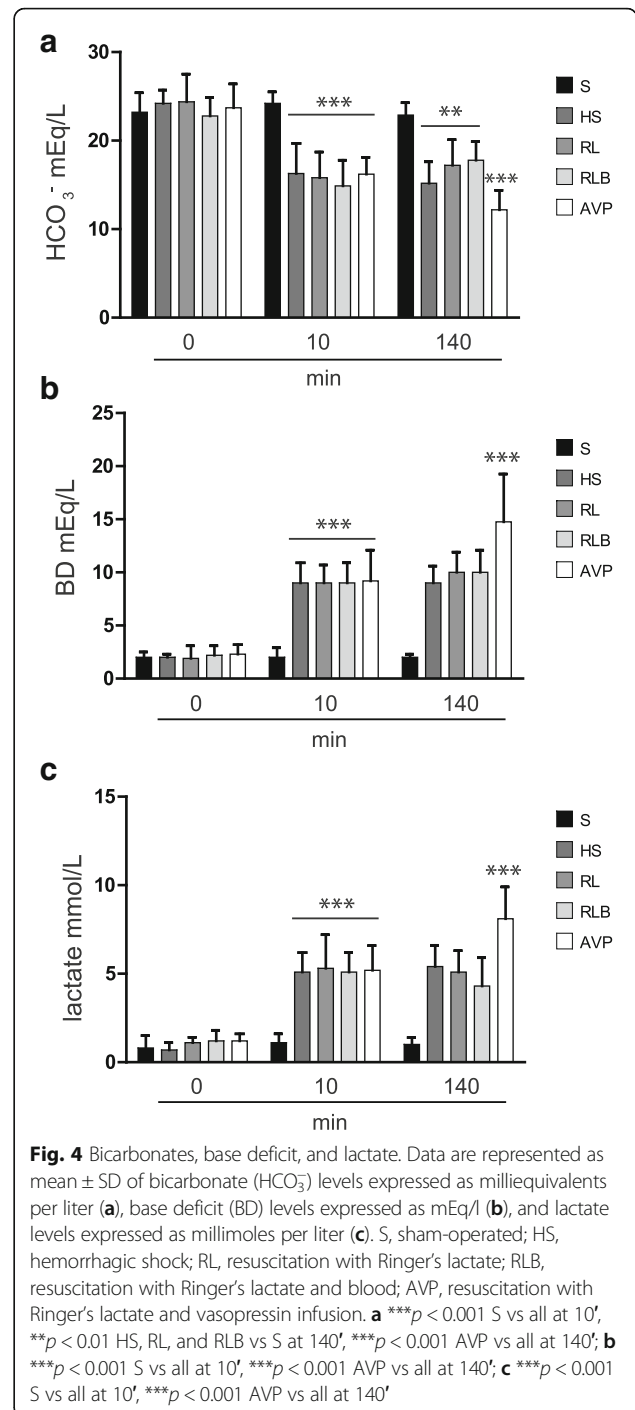 a
30
20
10
0
HCO3- mEq/L
***
**
***
S
HS
RL
RLB
AVP
0 10 140
min
b
25
20
15
10
5
0
BD mEq/L
***
***
S
HS
RL
RLB
AVP
0 10 140
min
c
15
10
5
0
lactate mmol/L
***
***
S
HS
RL
RLB
AVP
0 10 140
min
Fig. 4 Bicarbonates, base deficit, and lactate. Data are represented as
mean ± SD of bicarbonate (HCO3−) levels expressed as milliequivalents
per liter (a), base deficit (BD) levels expressed as mEq/l (b), and lactate
levels expressed as millimoles per liter (c). S, sham-operated; HS,
hemorrhagic shock; RL, resuscitation with Ringer's lactate; RLB,
resuscitation with Ringer's lactate and blood; AVP, resuscitation with
Ringer's lactate and vasopressin infusion. a ***p < 0.001 S vs all at 10′,
**p < 0.01 HS, RL, and RLB vs S at 140′, ***p < 0.001 AVP vs all at 140′; b
***p < 0.001 S vs all at 10′, ***p < 0.001 AVP vs all at 140′; c ***p < 0.001
S vs all at 10′, ***p < 0.001 AVP vs all at 140′